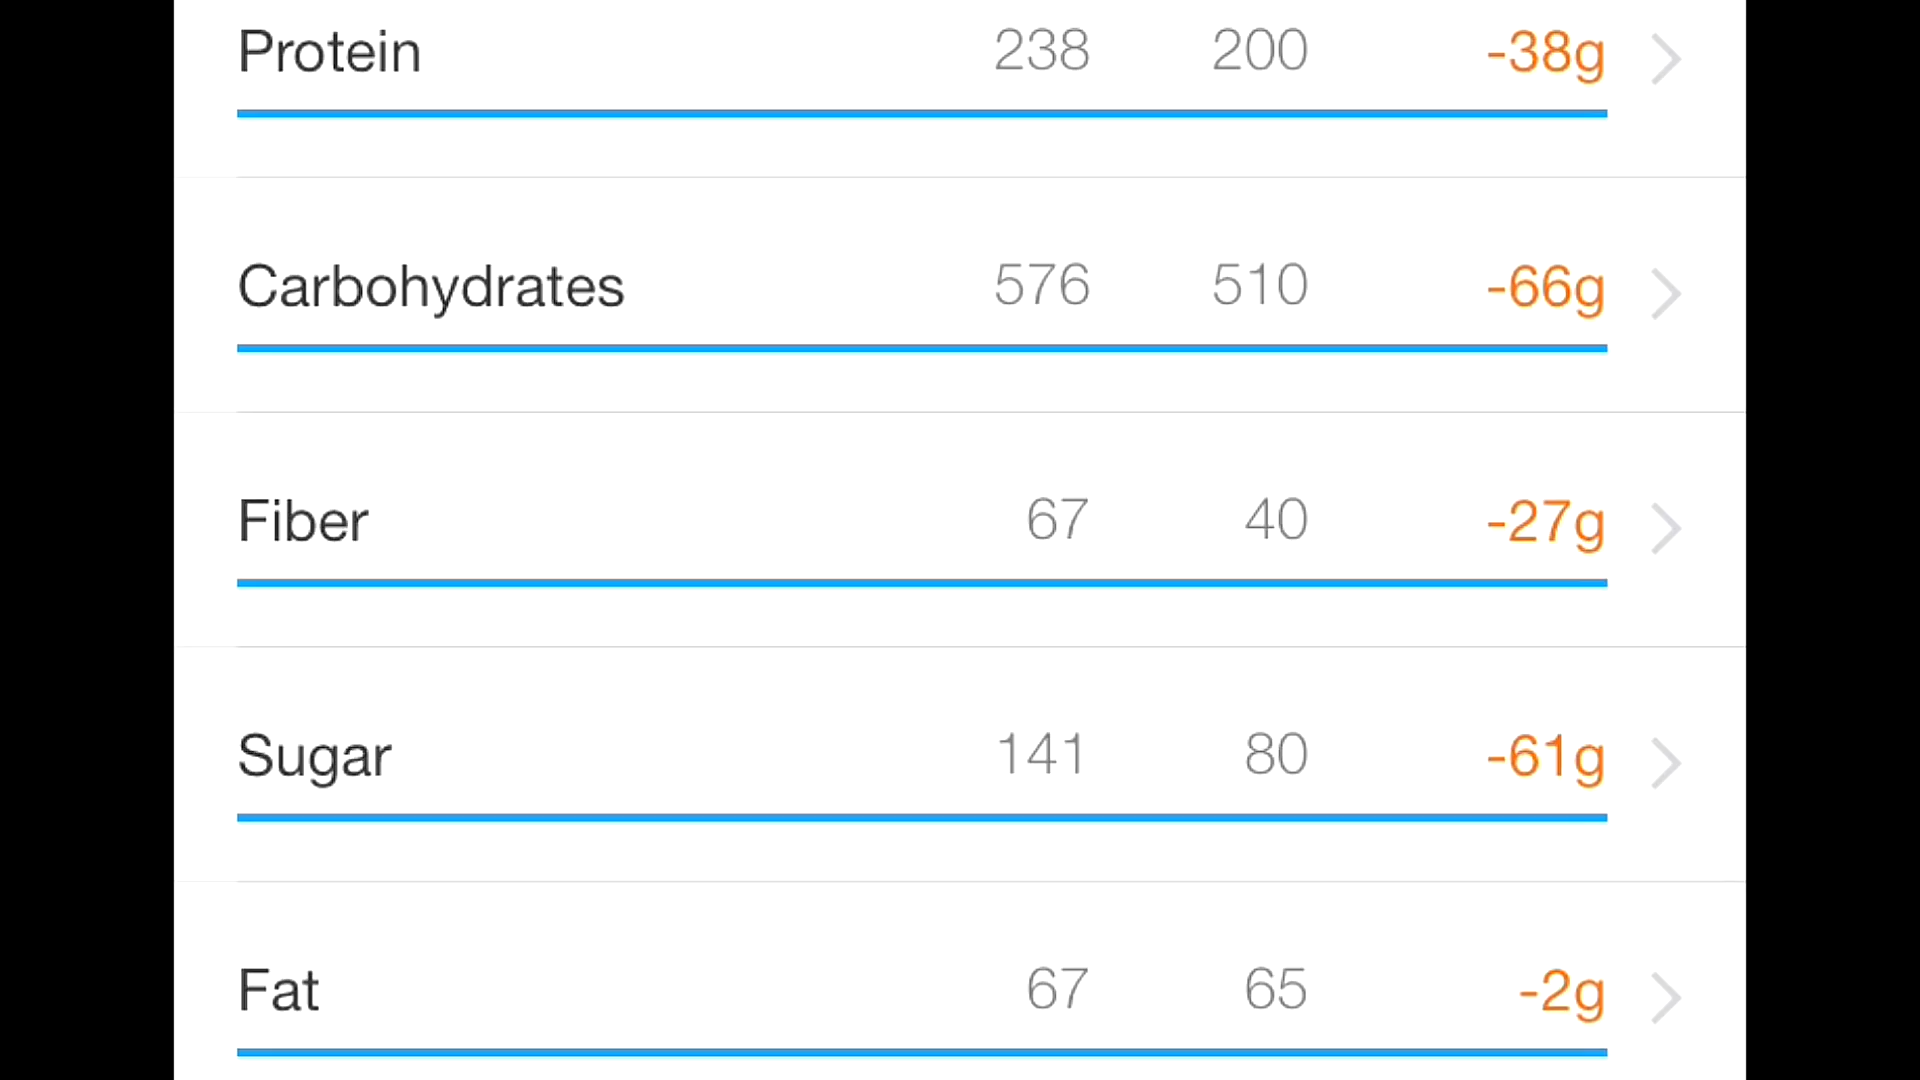 Protein 238 200 -38g
Carbohydrates 576 510 -66g
Fiber 67 40 -27g
Sugar 141 80 -61g
Fat 67 65 -2g